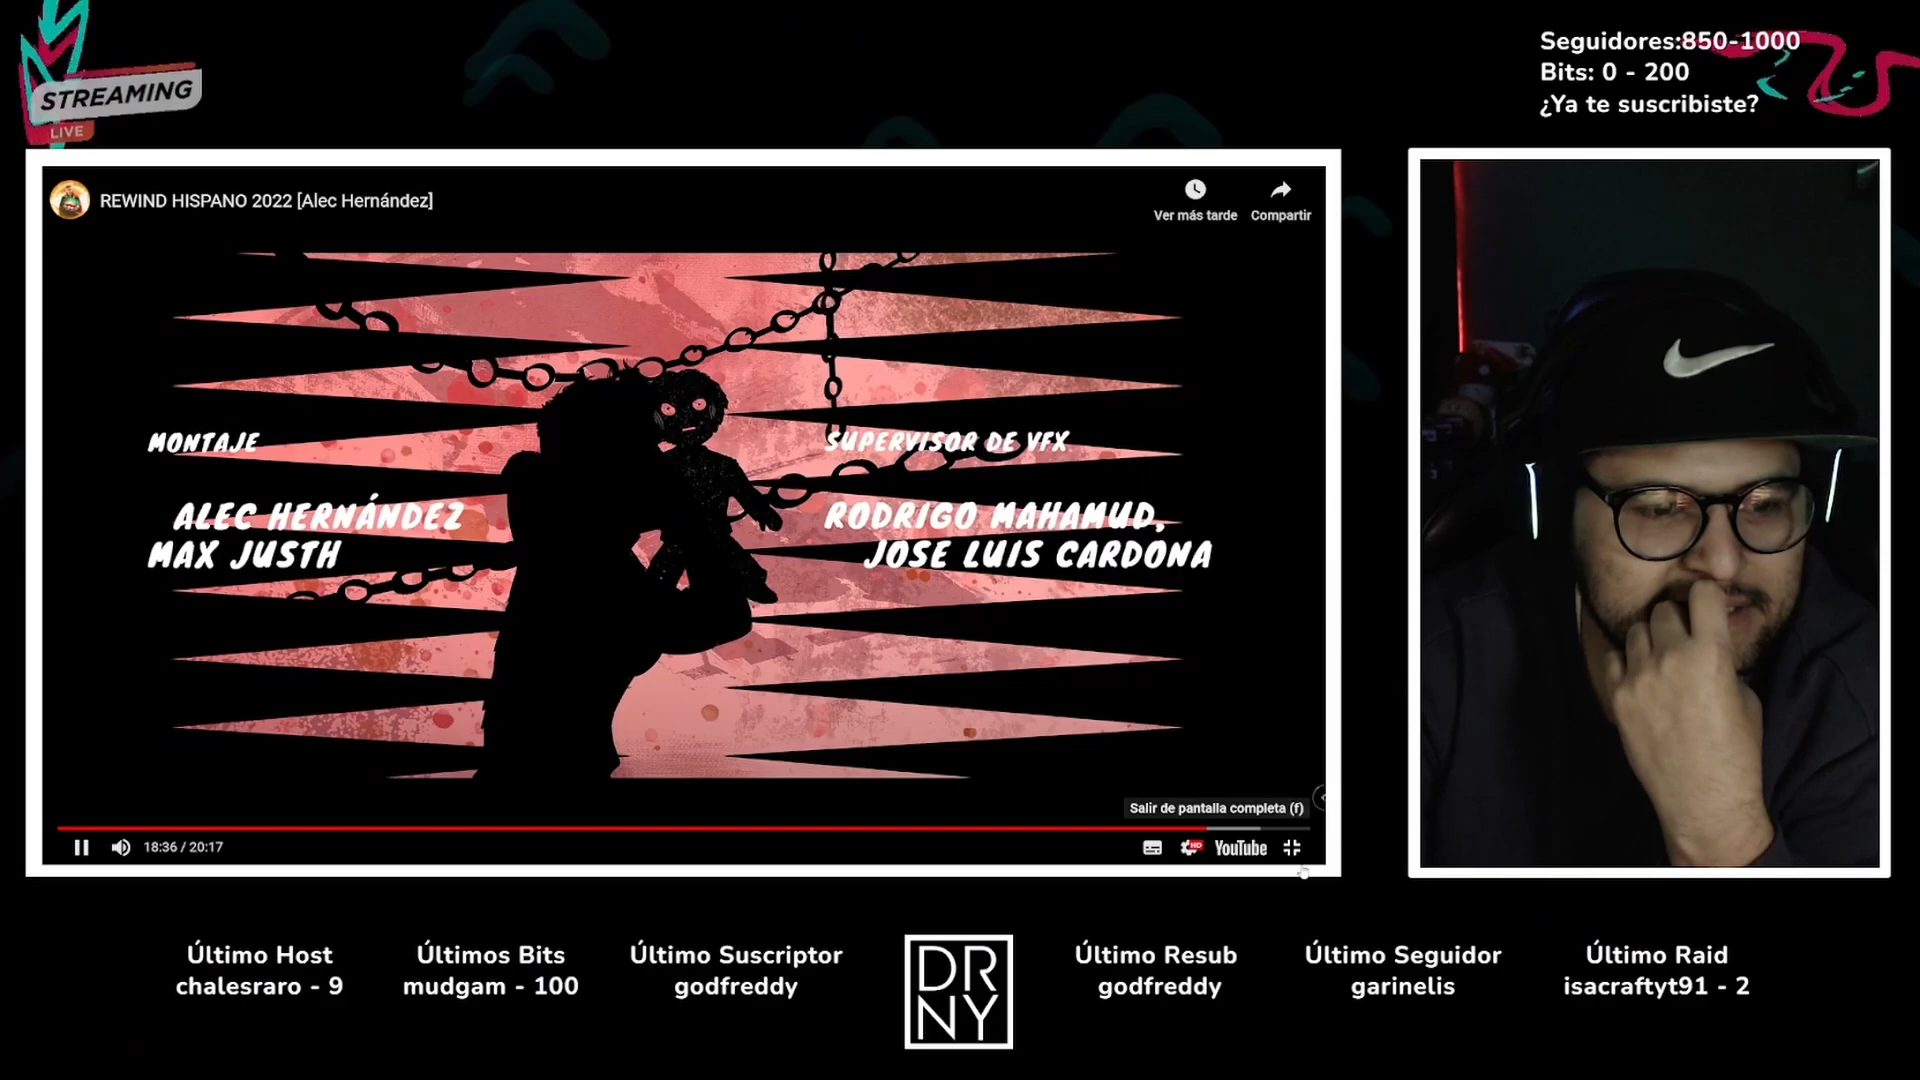 STREAMING
LIVE
Seguidores:850-1000
Bits: 0 - 200
¿Ya te suscribiste?
REWIND HISPANO 2022 [Alec Hernández]
Ver más tarde
Compartir
MONTAJE
ALEC HERNÁNDEZ
MAX JUSTH
SUPERVISOR DE VFX
RODRIGO MAHAMUD,
JOSE LUIS CARDONA
Salir de pantalla completa (f)
18:36 / 20:17
HD
YouTube
Último Host
chalesraro - 9
Últimos Bits
mudgam - 100
Último Suscriptor
godfreddy
DR
NY
Último Resub
godfreddy
Último Seguidor
garinelis
Último Raid
isacraftyt91 - 2